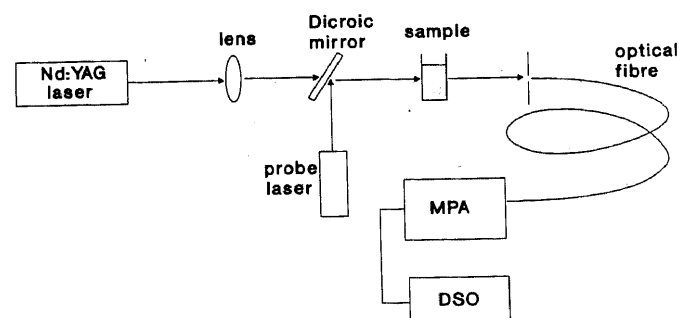 Dicroic
mirror
lens
sample
optical
fibre
Nd:YAG
laser
probe
laser
MPA
DSO